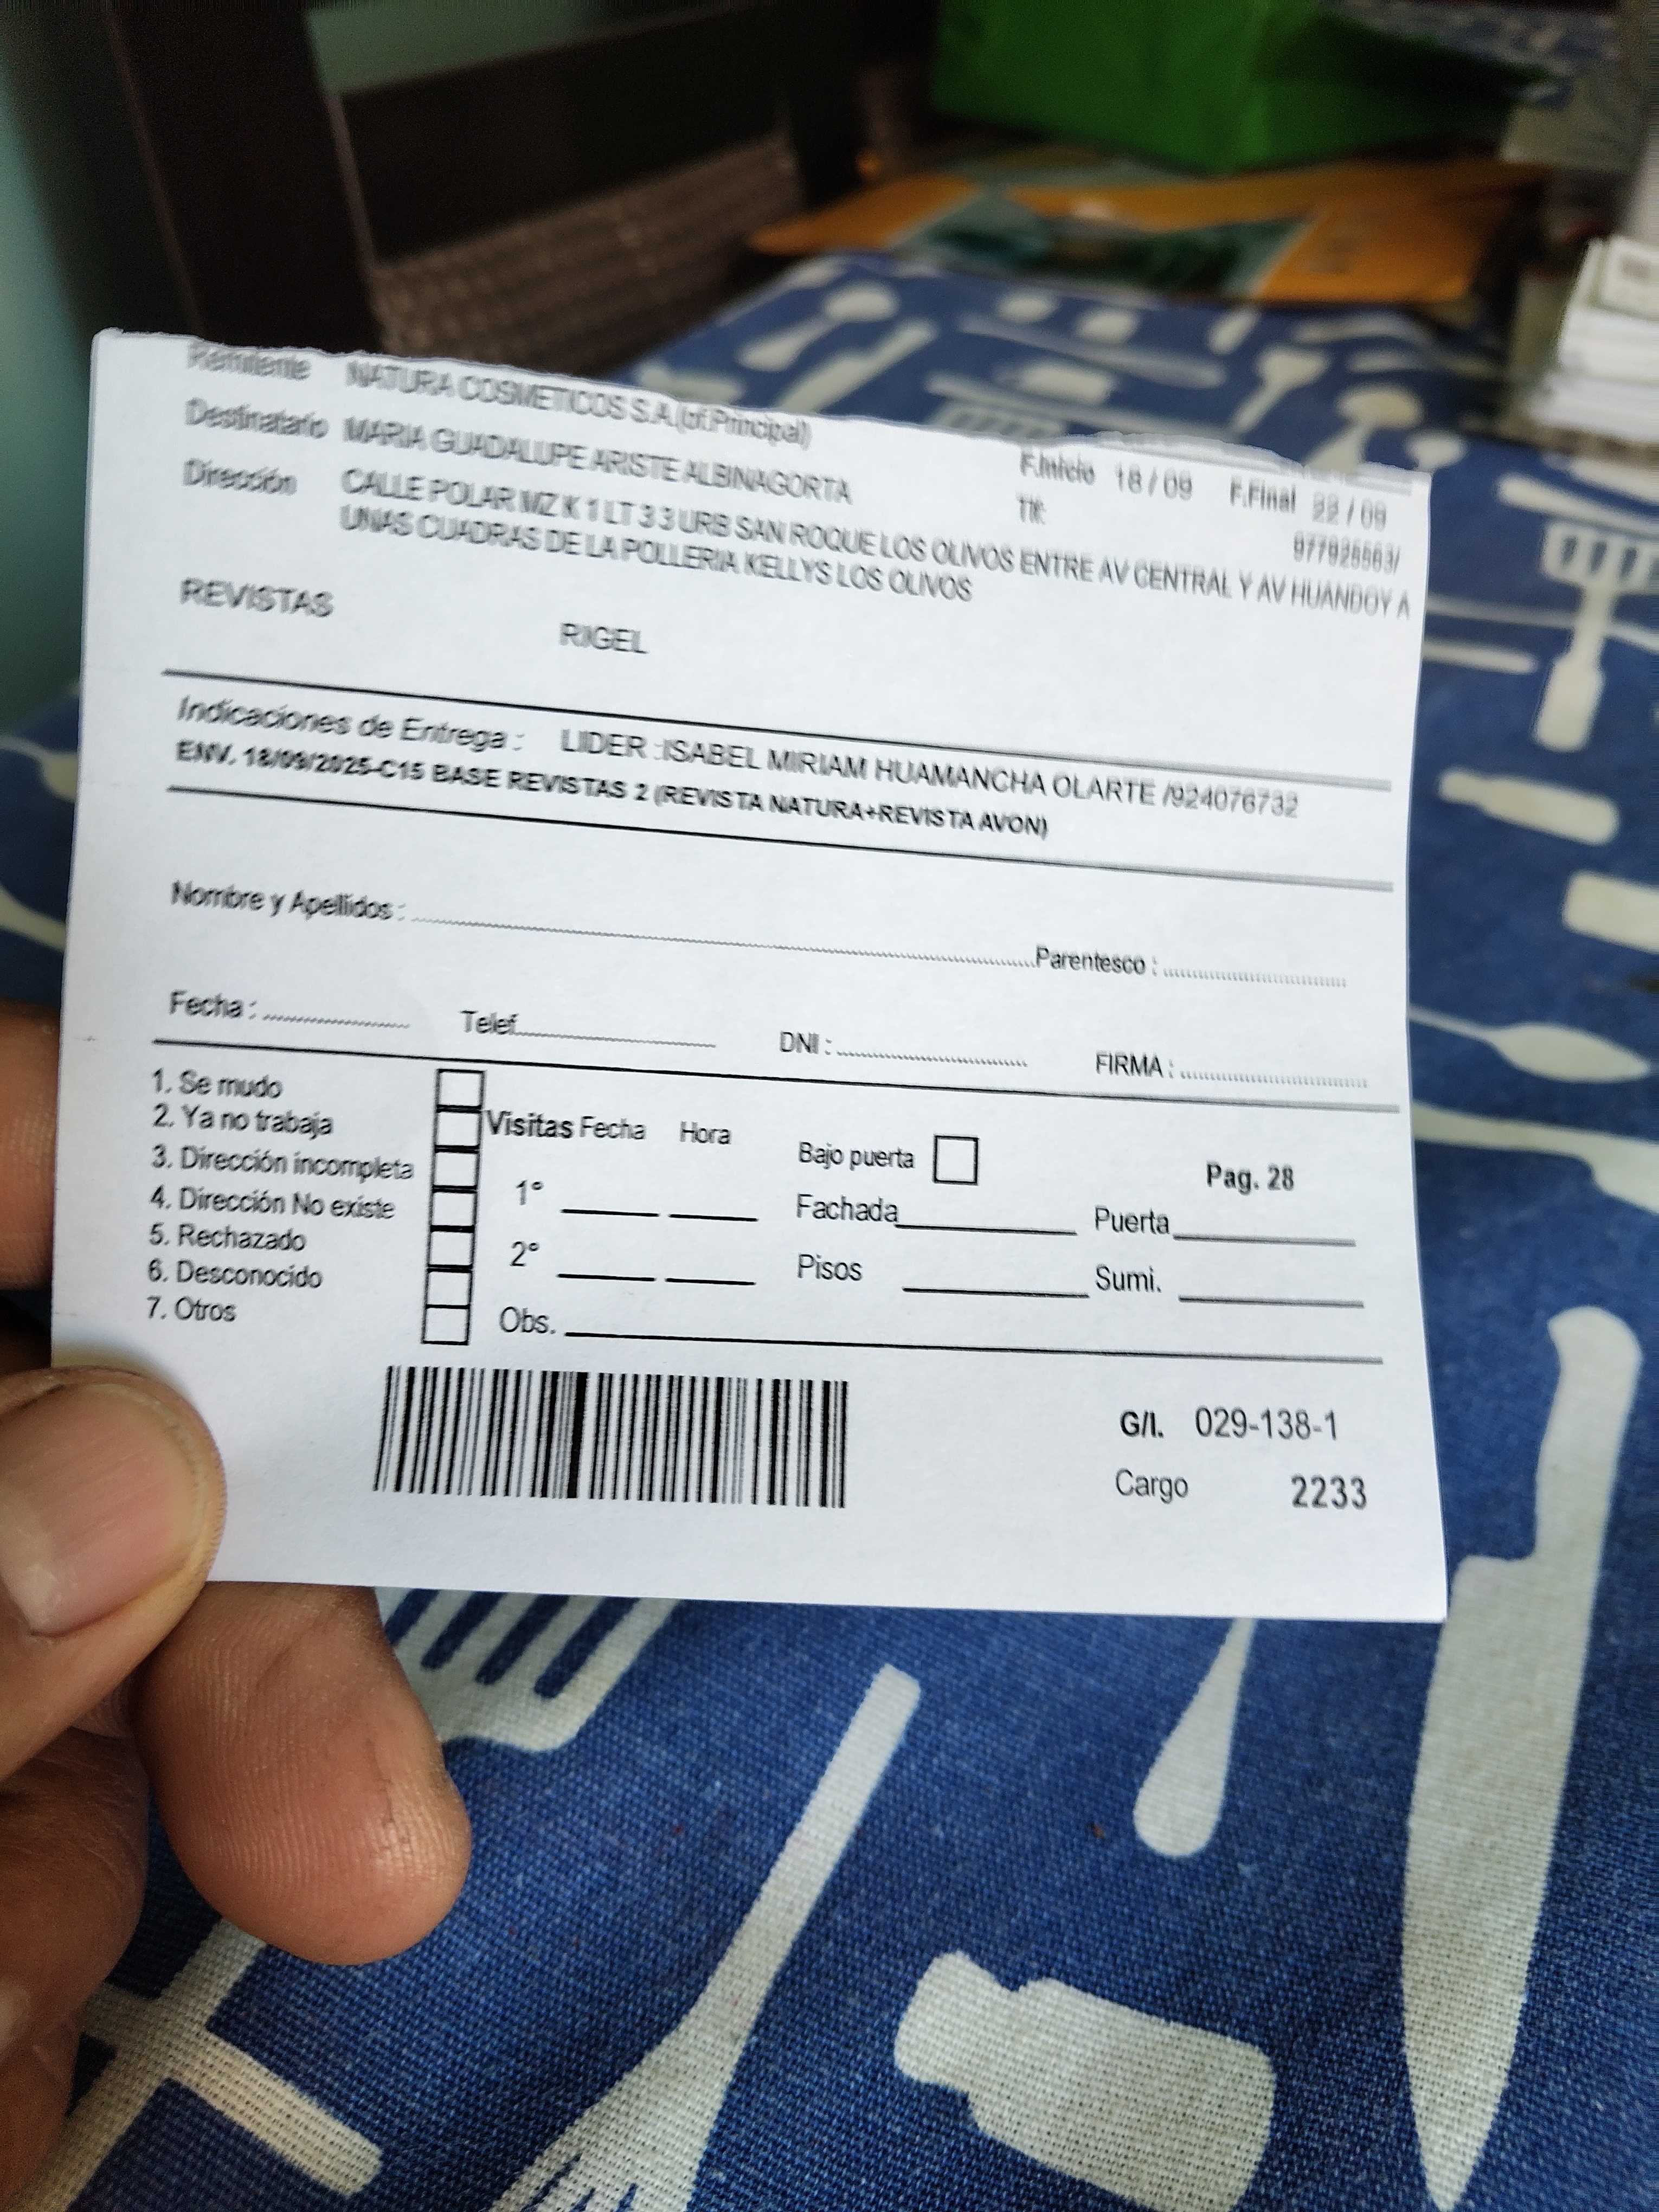 Remitente NATURA COSMETICOS S.A.(of.Principal)
Destinatario MARIA GUADALUPE ARISTE ALBINAGORTA F.Inicio 18 / 09 F.Final 22 / 09
Dirección CALLE POLAR MZ K 1 LT 3 3 URB SAN ROQUE LOS OLIVOS ENTRE AV CENTRAL Y AV HUANDOY A
UNAS CUADRAS DE LA POLLERIA KELLYS LOS OLIVOS
REVISTAS RIGEL
Indicaciones de Entrega : LIDER :ISABEL MIRIAM HUAMANCHA OLARTE /924076732
ENV. 18/09/2025-C15 BASE REVISTAS 2 (REVISTA NATURA+REVISTA AVON)
Nombre y Apellidos : Parentesco :
Fecha : Telef. DNI : FIRMA :
1. Se mudo
2. Ya no trabaja
3. Dirección incompleta
4. Dirección No existe
5. Rechazado
6. Desconocido
7. Otros
Visitas Fecha Hora
1°
2°
Obs.
Bajo puerta Pag. 28
Fachada Puerta
Pisos Sumi.
G/I. 029-138-1
Cargo 2233